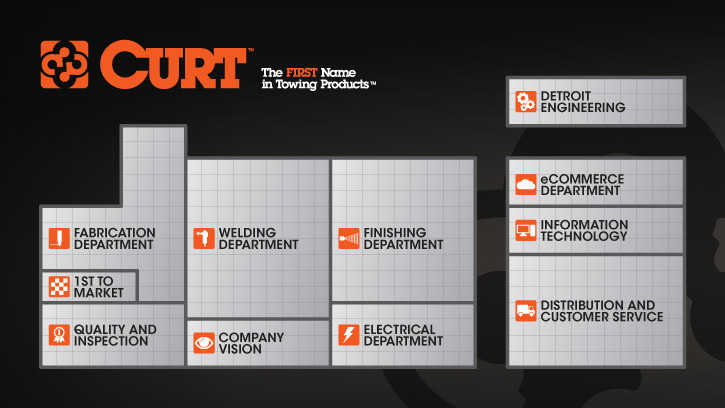 CURT™
The FIRST Name
in Towing Products™
DETROIT
ENGINEERING
eCOMMERCE
DEPARTMENT
INFORMATION
TECHNOLOGY
DISTRIBUTION AND
CUSTOMER SERVICE
FABRICATION
DEPARTMENT
1ST TO
MARKET
QUALITY AND
INSPECTION
WELDING
DEPARTMENT
COMPANY
VISION
FINISHING
DEPARTMENT
ELECTRICAL
DEPARTMENT